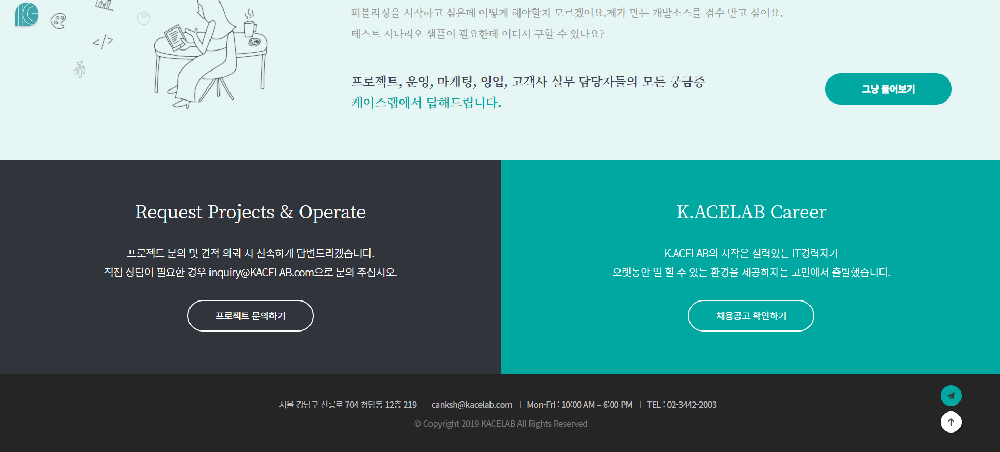 퍼블리싱을 시작하고 싶은데 어떻게 해야할지 모르겠어요.제가 만든 개발소스를 검수 받고 싶어요.
테스트 시나리오 샘플이 필요한데 어디서 구할 수 있나요?
프로젝트, 운영, 마케팅, 영업, 고객사 실무 담당자들의 모든 궁금증
케이스랩에서 답해드립니다.
그냥 물어보기
Request Projects & Operate
프로젝트 문의 및 견적 의뢰 시 신속하게 답변드리겠습니다.
직접 상담이 필요한 경우 inquiry@KACELAB.com으로 문의 주십시오.
프로젝트 문의하기
K.ACELAB Career
K.ACELAB의 시작은 실력있는 IT경력자가
오랫동안 일 할 수 있는 환경을 제공하자는 고민에서 출발했습니다.
채용공고 확인하기
서울 강남구 선릉로 704 청담동 12층 219 | canksh@kacelab.com | Mon-Fri : 10:00 AM – 6:00 PM | TEL : 02-3442-2003
© Copyright 2019 KACELAB All Rights Reserved